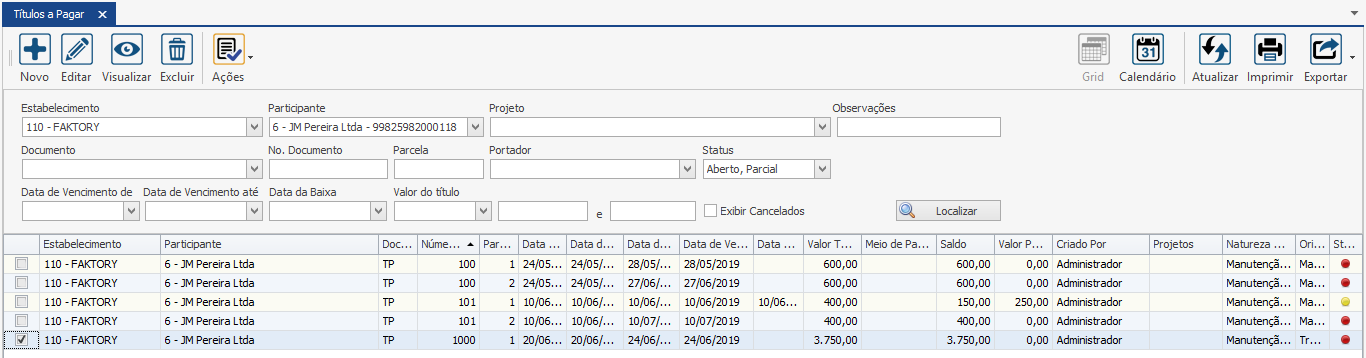 Títulos a Pagar
Novo Editar Visualizar Excluir Ações 31 Grid Calendário Atualizar Imprimir Exportar
Estabelecimento Participante Projeto Observações
110 - FAKTORY 6 - JM Pereira Ltda - 99825982000118
Documento No. Documento Parcela Portador Status
Aberto, Parcial
Data de Vencimento de Data de Vencimento até Data da Baixa Valor do título
e Exibir Cancelados Localizar
Estabelecimento Participante Doc... Núme... Par... Data ... Data d... Data d... Data de Ve... Data ... Valor T... Meio de Pa... Saldo Valor P... Criado Por Projetos Natureza ... Ori... St...
110 - FAKTORY 6 - JM Pereira Ltda TP 100 1 24/05... 24/05/... 28/05/... 28/05/2019 600,00 600,00 0,00 Administrador Manutençã... Ma...
110 - FAKTORY 6 - JM Pereira Ltda TP 100 2 24/05... 24/05/... 27/06/... 27/06/2019 600,00 600,00 0,00 Administrador Manutençã... Ma...
110 - FAKTORY 6 - JM Pereira Ltda TP 101 1 10/06... 10/06/... 10/06/... 10/06/2019 10/06... 400,00 150,00 250,00 Administrador Manutençã... Ma...
110 - FAKTORY 6 - JM Pereira Ltda TP 101 2 10/06... 10/06/... 10/07/... 10/07/2019 400,00 400,00 0,00 Administrador Manutençã... Ma...
110 - FAKTORY 6 - JM Pereira Ltda TP 1000 1 20/06... 20/06/... 24/06/... 24/06/2019 3.750,00 3.750,00 0,00 Administrador Manutençã... Tr...